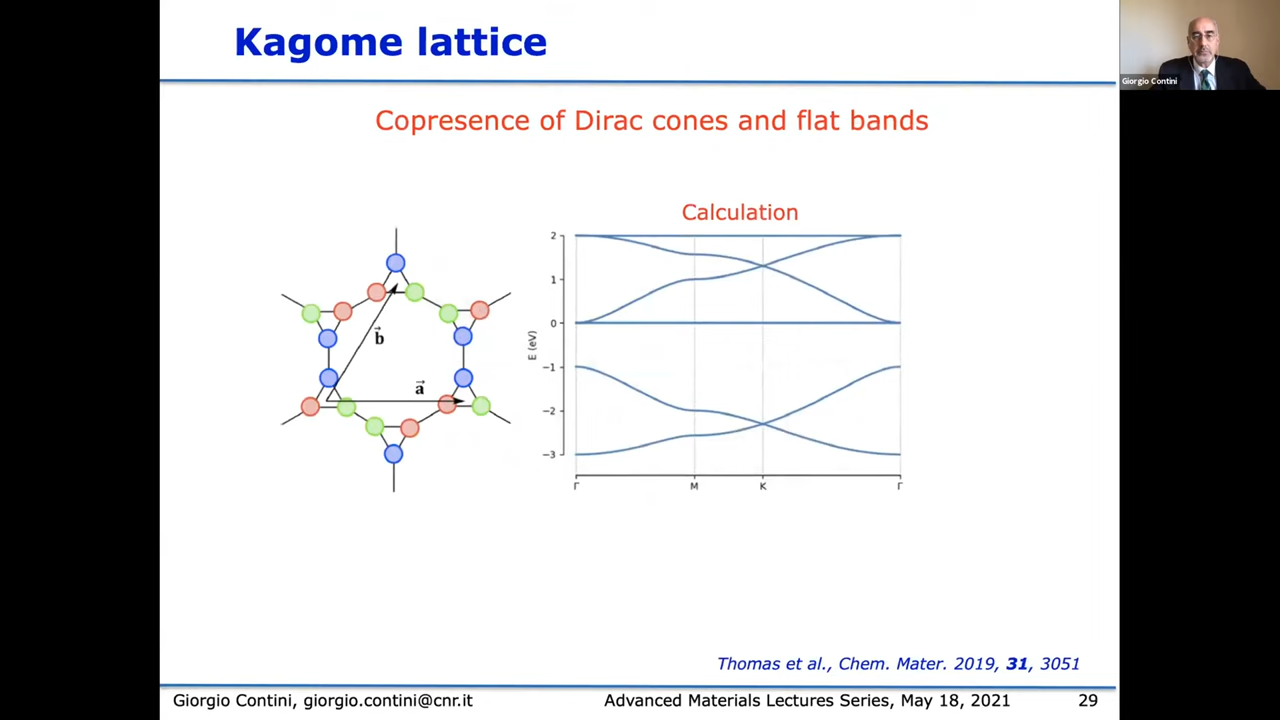 Kagome lattice
Giorgio Contini
Copresence of Dirac cones and flat bands
Calculation
b
a
E (eV)
2
1
0
−1
−2
−3
Γ M K Γ
Thomas et al., Chem. Mater. 2019, 31, 3051
Giorgio Contini, giorgio.contini@cnr.it Advanced Materials Lectures Series, May 18, 2021 29